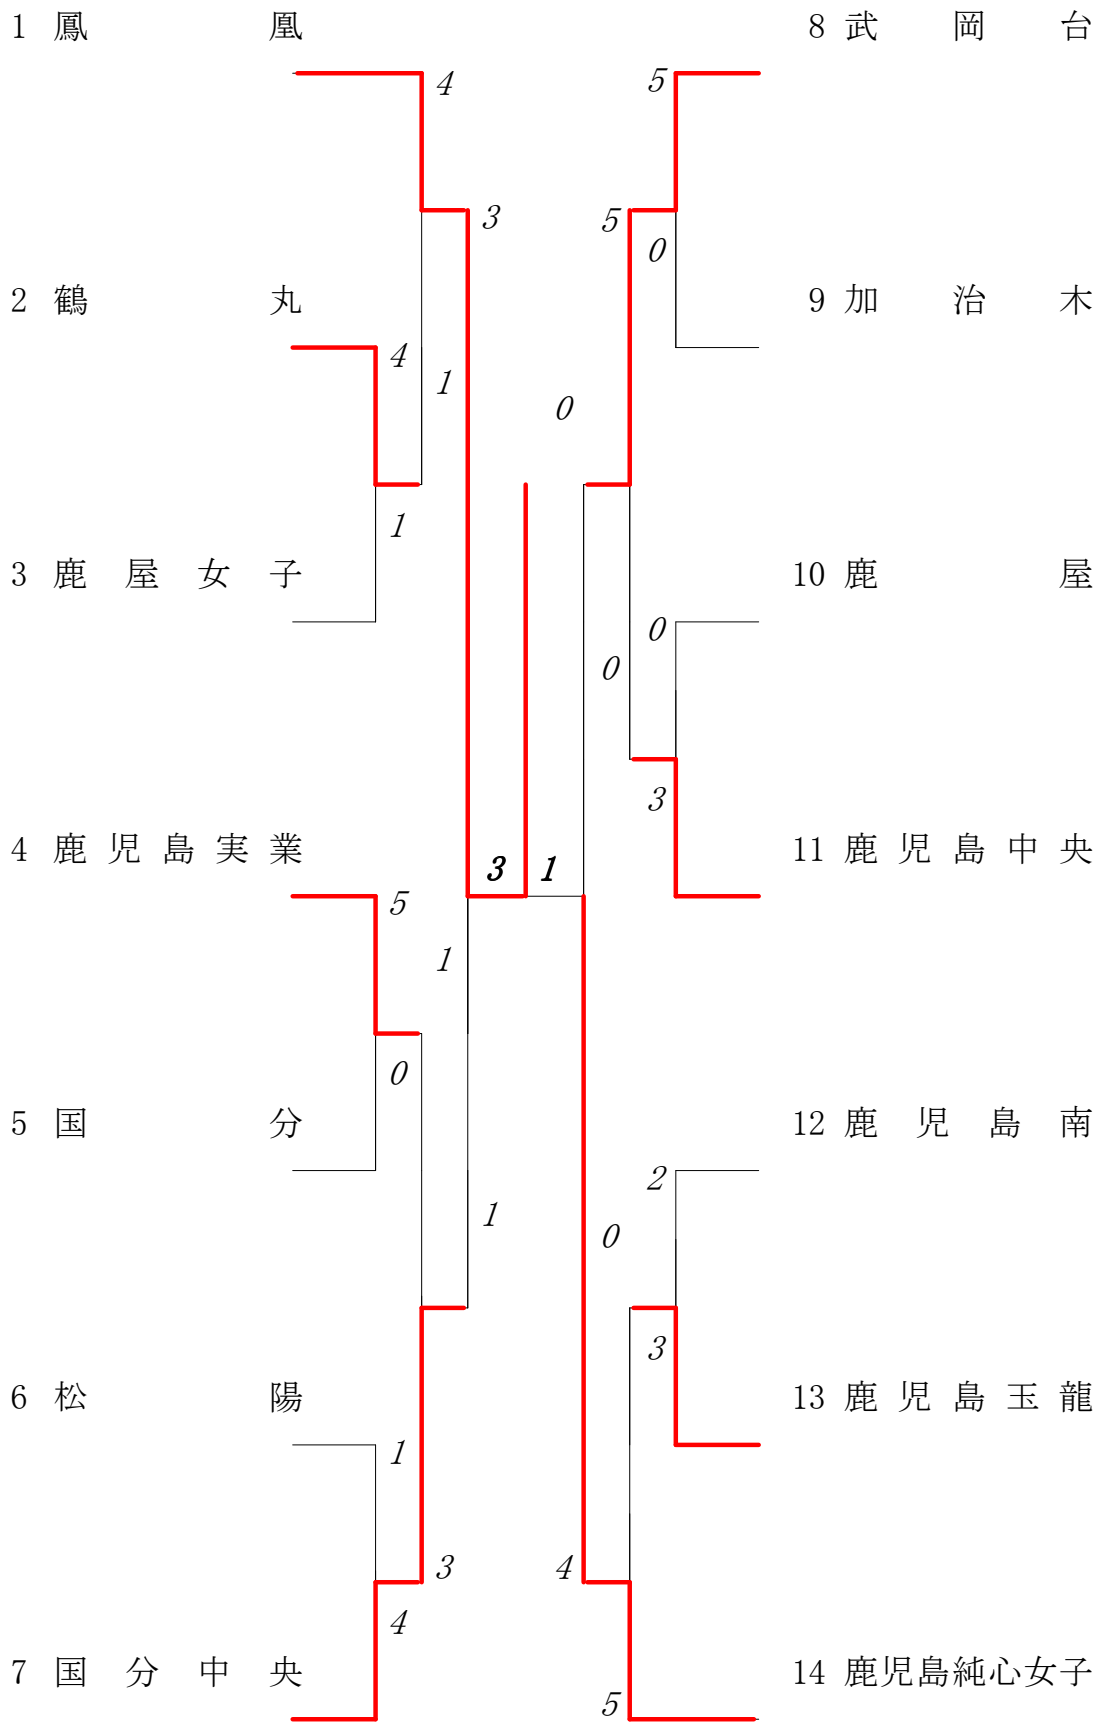 1 鳳凰
8 武岡台
4
5
3
5
0
2 鶴丸
9 加治木
4
1
0
1
3 鹿屋女子
10 鹿屋
0
0
3
4 鹿児島実業
3 1
11 鹿児島中央
5
1
0
5 国分
12 鹿児島南
2
1
0
3
6 松陽
13 鹿児島玉龍
1
3
4
4
7 国分中央
14 鹿児島純心女子
5